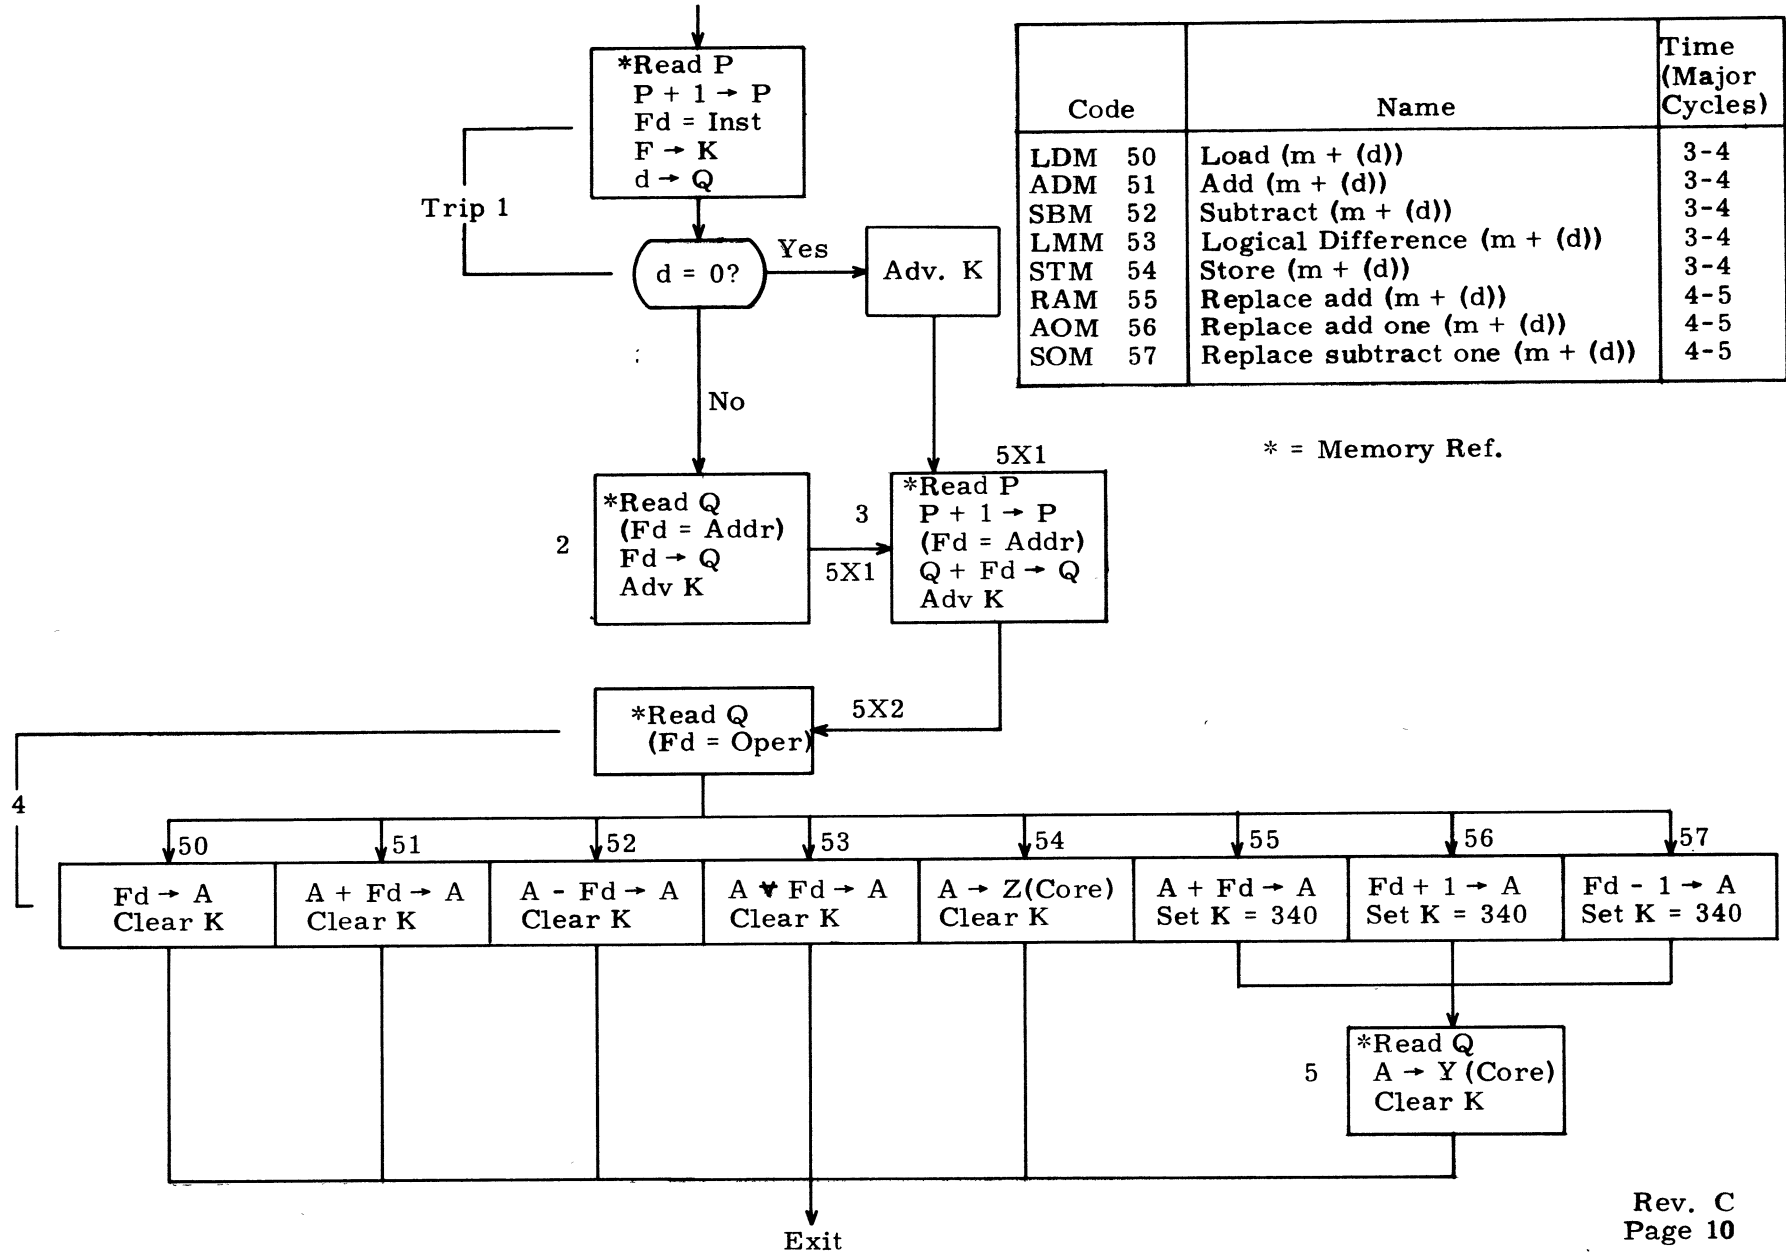 *Read P
P + 1 → P
Fd = Inst
F → K
d → Q
Trip 1
d = 0?
Yes
Adv. K
No
2
*Read Q
(Fd = Addr)
Fd → Q
Adv K
5X1
3
5X1
*Read P
P + 1 → P
(Fd = Addr)
Q + Fd → Q
Adv K
Code Name Time (Major Cycles)
LDM 50 Load (m + (d)) 3-4
ADM 51 Add (m + (d)) 3-4
SBM 52 Subtract (m + (d)) 3-4
LMM 53 Logical Difference (m + (d)) 3-4
STM 54 Store (m + (d)) 3-4
RAM 55 Replace add (m + (d)) 4-5
AOM 56 Replace add one (m + (d)) 4-5
SOM 57 Replace subtract one (m + (d)) 4-5
* = Memory Ref.
5X2
*Read Q
(Fd = Oper)
4
50
Fd → A
Clear K
51
A + Fd → A
Clear K
52
A - Fd → A
Clear K
53
A ⩝ Fd → A
Clear K
54
A → Z(Core)
Clear K
55
A + Fd → A
Set K = 340
56
Fd + 1 → A
Set K = 340
57
Fd - 1 → A
Set K = 340
5
*Read Q
A → Y (Core)
Clear K
Exit
Rev. C
Page 10